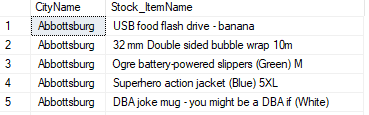 CityName Stock_ItemName
1 Abbottsburg USB food flash drive - banana
2 Abbottsburg 32 mm Double sided bubble wrap 10m
3 Abbottsburg Ogre battery-powered slippers (Green) M
4 Abbottsburg Superhero action jacket (Blue) 5XL
5 Abbottsburg DBA joke mug - you might be a DBA if (White)